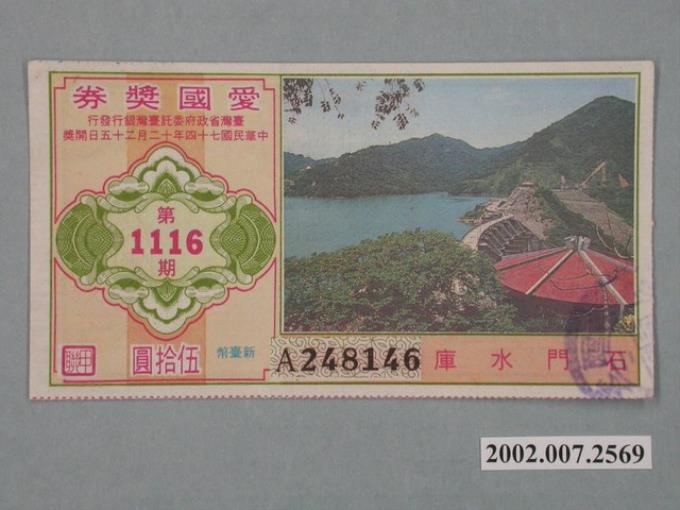 愛國獎券
臺灣省政府委託臺灣銀行發行
中華民國七十四年十二月二十五日開獎
第
1116
期
新臺幣
伍拾圓
甲聯
A248146
石門水庫
2002.007.2569